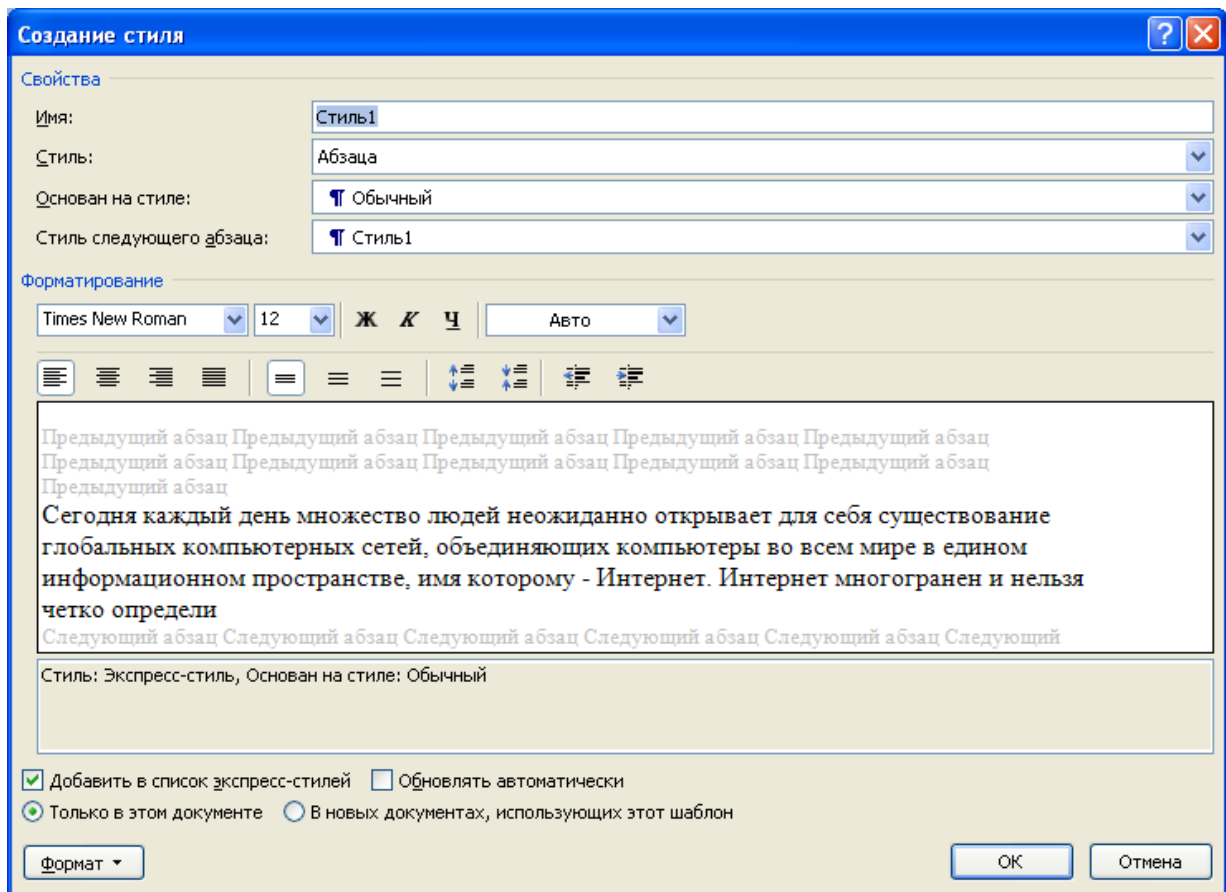 Создание стиля
Свойства
Имя: Стиль1
Стиль: Абзаца
Основан на стиле: ¶ Обычный
Стиль следующего абзаца: ¶ Стиль1
Форматирование
Times New Roman 12 Ж К Ч Авто
Предыдущий абзац Предыдущий абзац Предыдущий абзац Предыдущий абзац Предыдущий абзац
Предыдущий абзац Предыдущий абзац Предыдущий абзац Предыдущий абзац Предыдущий абзац
Предыдущий абзац
Сегодня каждый день множество людей неожиданно открывает для себя существование
глобальных компьютерных сетей, объединяющих компьютеры во всем мире в едином
информационном пространстве, имя которому - Интернет. Интернет многогранен и нельзя
четко определи
Следующий абзац Следующий абзац Следующий абзац Следующий абзац Следующий абзац Следующий
Стиль: Экспресс-стиль, Основан на стиле: Обычный
Добавить в список экспресс-стилей Обновлять автоматически
Только в этом документе В новых документах, использующих этот шаблон
Формат ОК Отмена